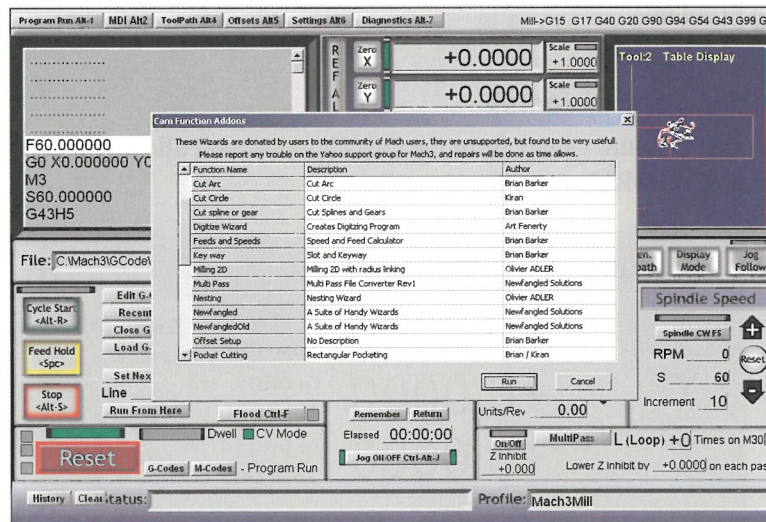 Program Run Alt-1 MDI Alt2 ToolPath Alt4 Offsets Alt5 Settings Alt6 Diagnostics Alt-7 Mill->G15 G17 G40 G20 G90 G94 G54 G43 G99 G
REFAL
Zero X +0.0000 Scale +1.0000
Zero Y +0.0000 Scale +1.0000
Tool:2 Table Display
F60.000000
G0 X0.000000 Y0
M3
S60.000000
G43H5
Cam Function Addons
These Wizards are donated by users to the community of Mach users, they are unsupported, but found to be very usefull.
Please report any trouble on the Yahoo support group for Mach3, and repairs will be done as time allows.
Function Name Description Author
Cut Arc Cut Arc Brian Barker
Cut Circle Cut Circle Kiran
Cut spline or gear Cut Splines and Gears Brian Barker
Digitize Wizard Creates Digitzing Program Art Fenerty
Feeds and Speeds Speed and Feed Calculator Brian Barker
Key way Slot and Keyway Brian Barker
Milling 2D Milling 2D with radius linking Olivier ADLER
Multi Pass Multi Pass File Converter Rev1 Newfangled Solutions
Nesting Nesting Wizard Olivier ADLER
Newfangled A Suite of Handy Wizards Newfangled Solutions
NewfangledOld A Suite of Handy Wizards Newfangled Solutions
Offset Setup No Description Brian Barker
Pocket Cutting Rectangular Pocketing Brian / Kiran
Run Cancel
File: C:\Mach3\GCode\
en. path Display Mode Jog Follow
Cycle Start <Alt-R>
Feed Hold <Spc>
Stop <Alt-S>
Edit G-
Recent
Close G
Load G-
Set Nex
Line
Run From Here
Flood Ctrl-F
Remember Return
Spindle Speed
Spindle CW F5
RPM 0 Reset
S 60
Increment 10
Units/Rev 0.00
Dwell CV Mode
Reset
G-Codes M-Codes - Program Run
Elapsed 00:00:00
Jog ON/OFF Ctrl-Alt-J
On/Off
Z Inhibit
+0.000
MultiPass L (Loop) +0 Times on M30
Lower Z Inhibit by +0.0000 on each pas
History Clear Status: Profile: Mach3Mill